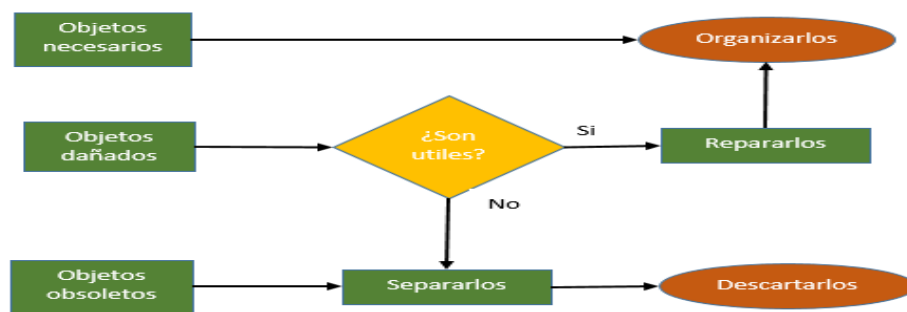 Objetos
necesarios
Organizarlos
Objetos
dañados
¿Son
utiles?
Si
Repararlos
No
Objetos
obsoletos
Separarlos
Descartarlos